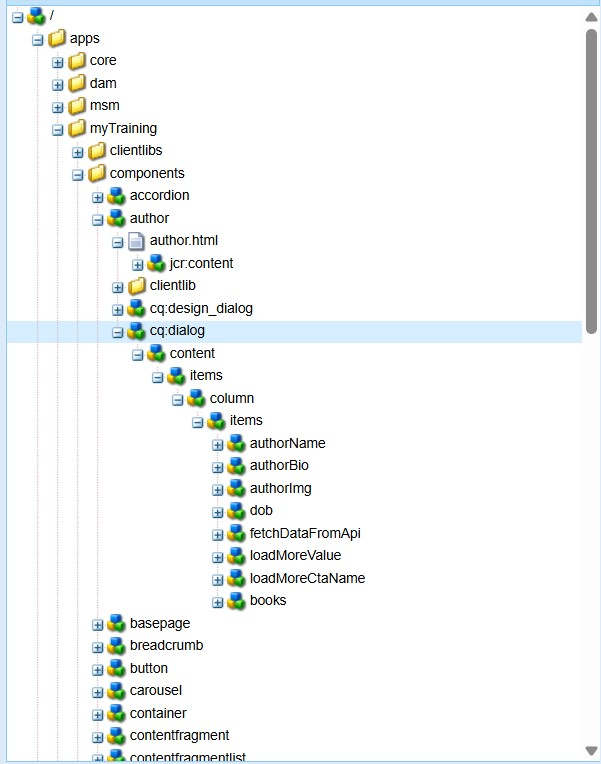 /
apps
core
dam
msm
myTraining
clientlibs
components
accordion
author
author.html
jcr:content
clientlib
cq:design_dialog
cq:dialog
content
items
column
items
authorName
authorBio
authorImg
dob
fetchDataFromApi
loadMoreValue
loadMoreCtaName
books
basepage
breadcrumb
button
carousel
container
contentfragment
contentfragmentlist